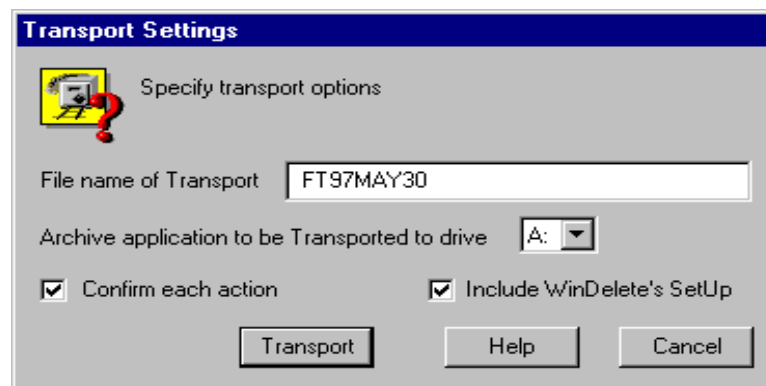 Transport Settings
Specify transport options
File name of Transport FT97MAY30
Archive application to be Transported to drive A:
Confirm each action Include WinDelete's SetUp
Transport Help Cancel